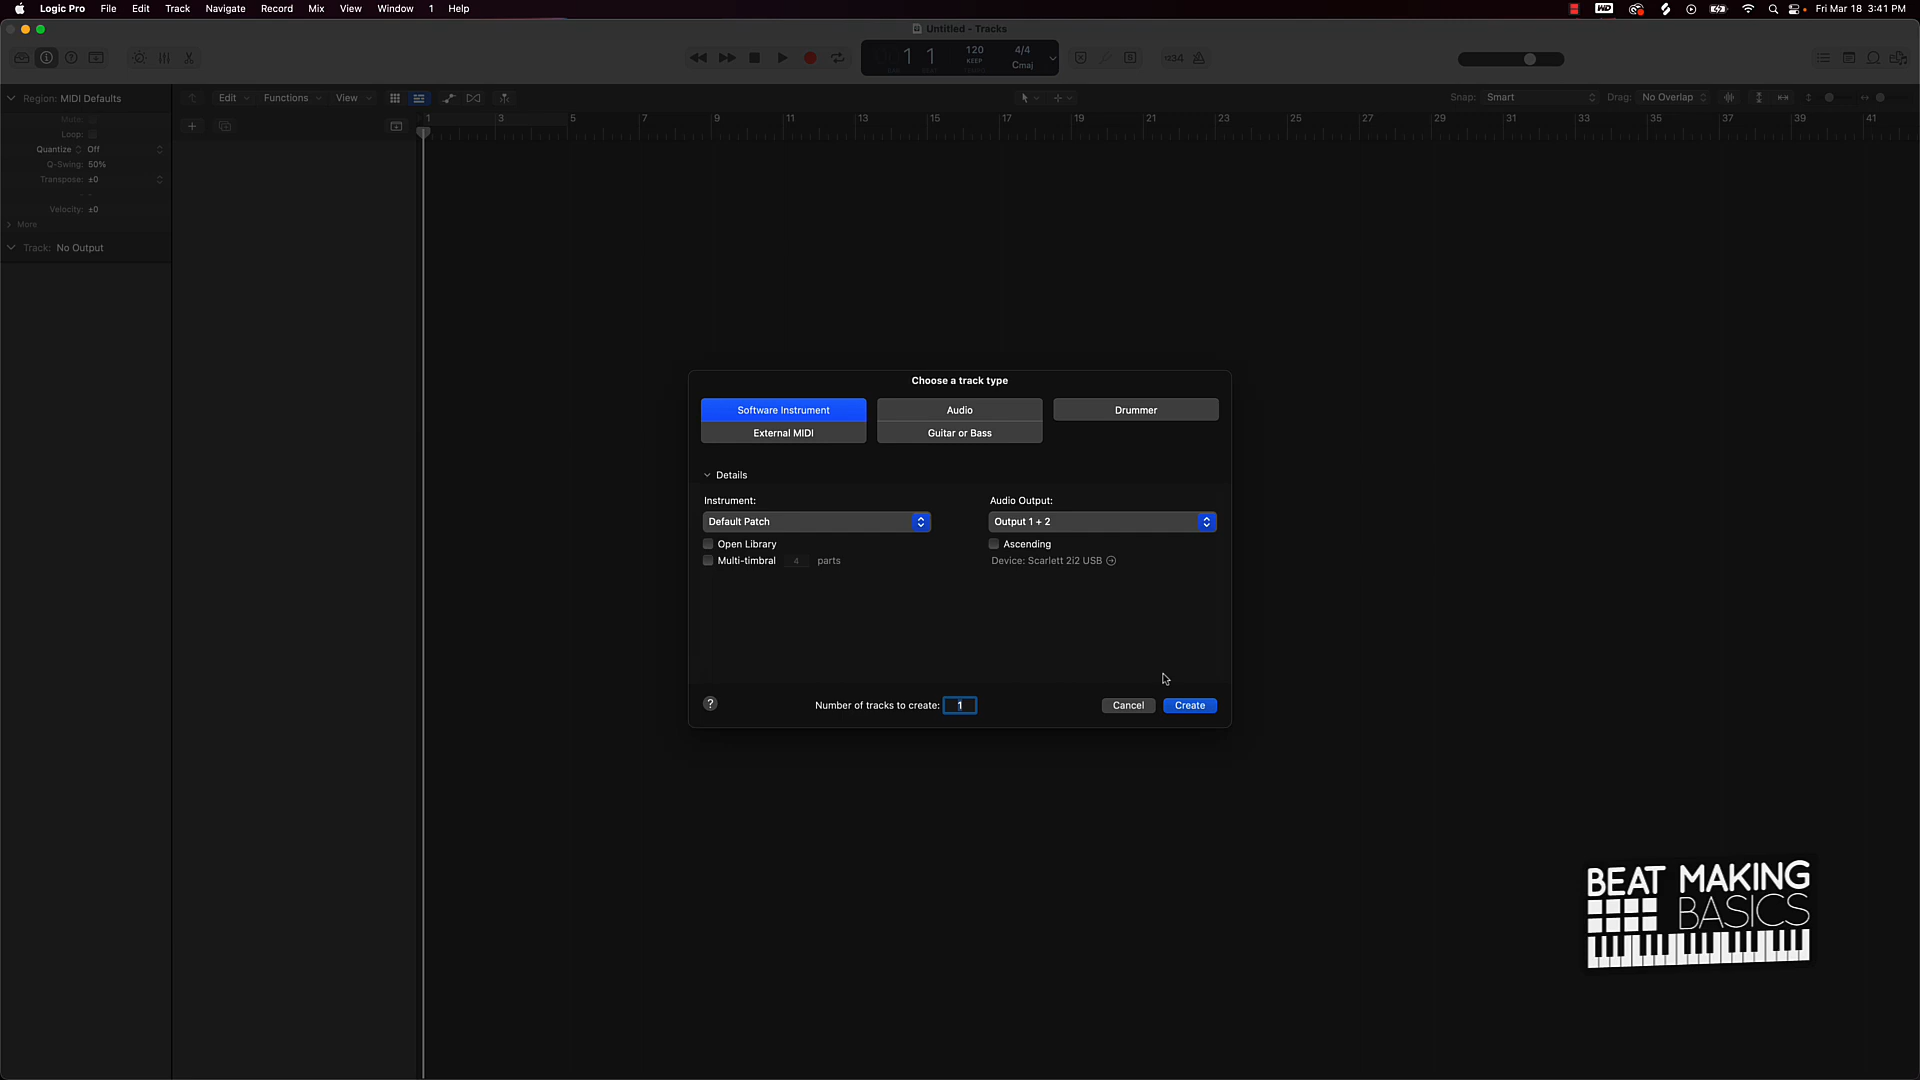 Logic Pro File Edit Track Navigate Record Mix View Window 1 Help
WD
Fri Mar 18 3:41 PM
Untitled - Tracks
1 1
120
KEEP
4/4
Cmaj
1234
Region: MIDI Defaults
Edit Functions View
Snap: Smart
Drag: No Overlap
Mute:
Loop:
Quantize Off
Q-Swing: 50%
Transpose: ±0
Velocity: ±0
More
Track: No Output
1 3 5 7 9 11 13 15 17 19 21 23 25 27 29 31 33 35 37 39 41
Choose a track type
Software Instrument
Audio
Drummer
External MIDI
Guitar or Bass
Details
Instrument:
Audio Output:
Default Patch
Output 1 + 2
Open Library
Ascending
Multi-timbral 4 parts
Device: Scarlett 2i2 USB
? Number of tracks to create: 1
Cancel
Create
BEAT MAKING
BASICS